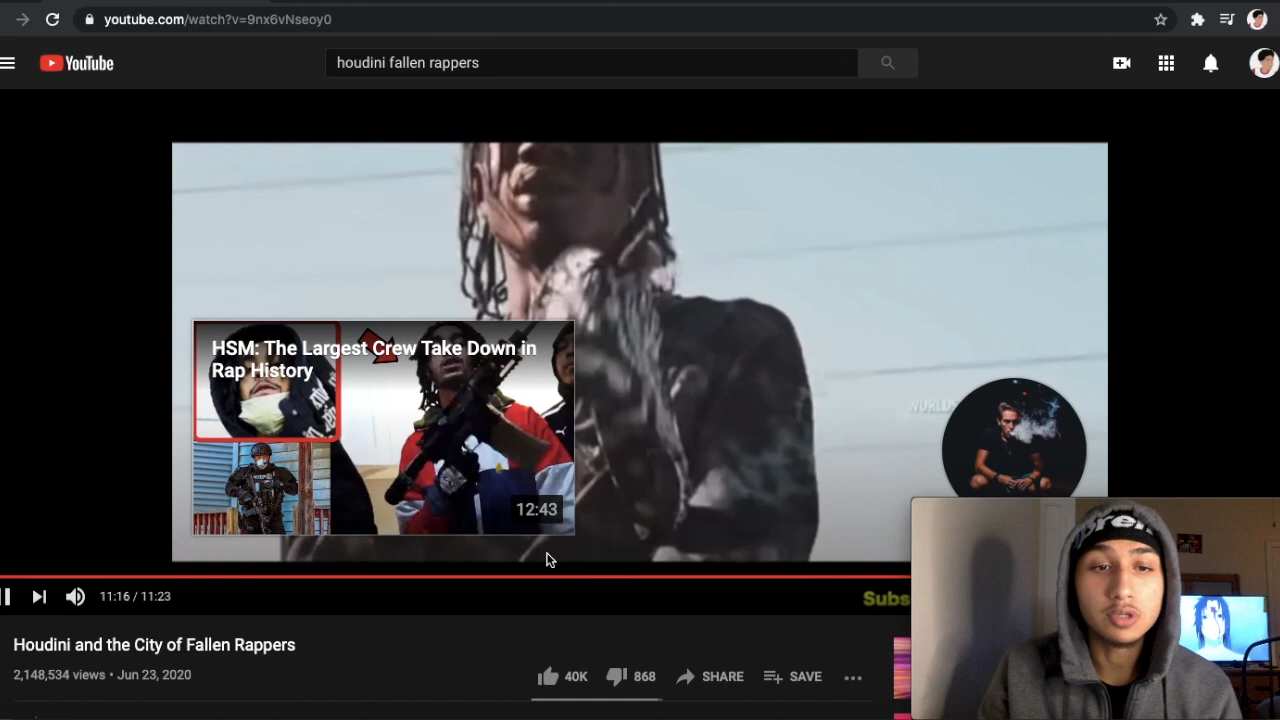 youtube.com/watch?v=9nx6vNseoy0
YouTube
houdini fallen rappers
HSM: The Largest Crew Take Down in
Rap History
12:43
11:16 / 11:23
Subs
Houdini and the City of Fallen Rappers
2,148,534 views • Jun 23, 2020
40K
868
SHARE
SAVE